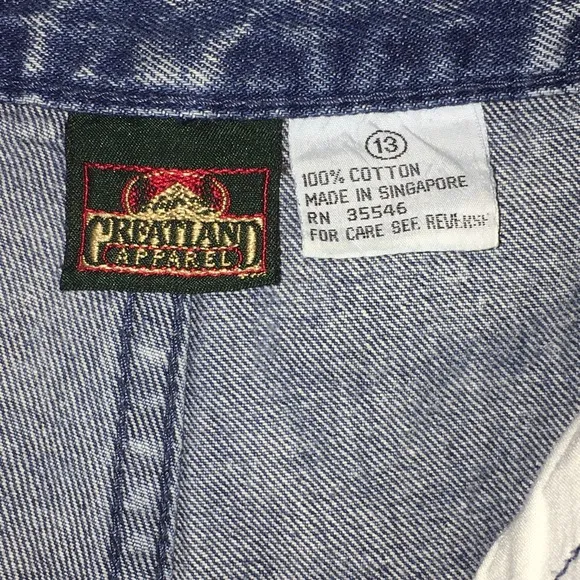 GREATLAND
APPAREL
13
100% COTTON
MADE IN SINGAPORE
RN 35546
FOR CARE SEE REVERSE